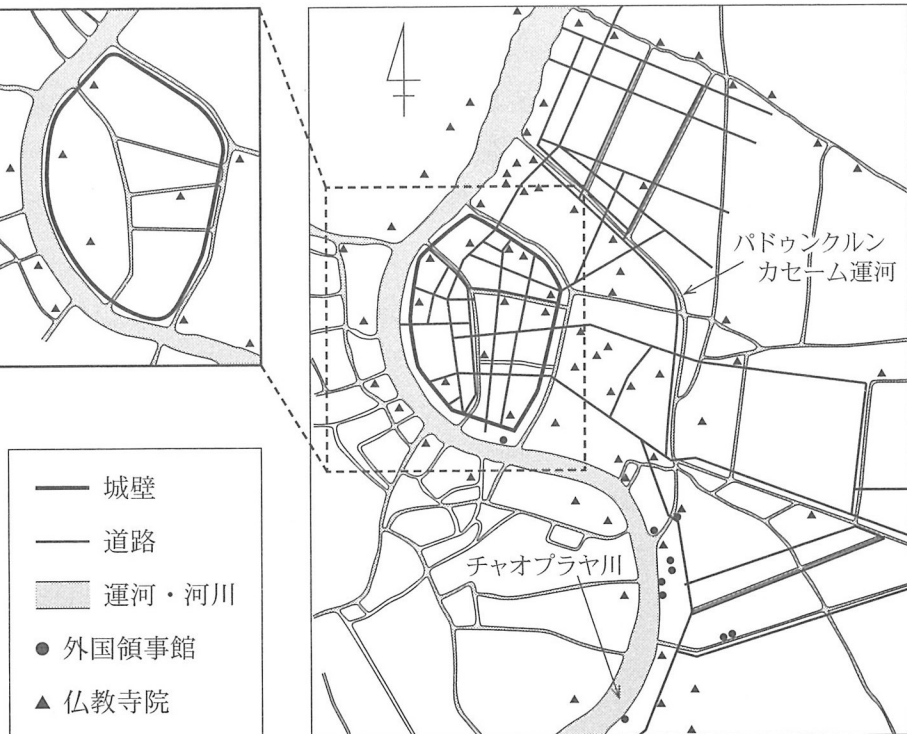 パドゥンクルン
カセーム運河
チャオプラヤ川
城壁
道路
運河・河川
外国領事館
仏教寺院